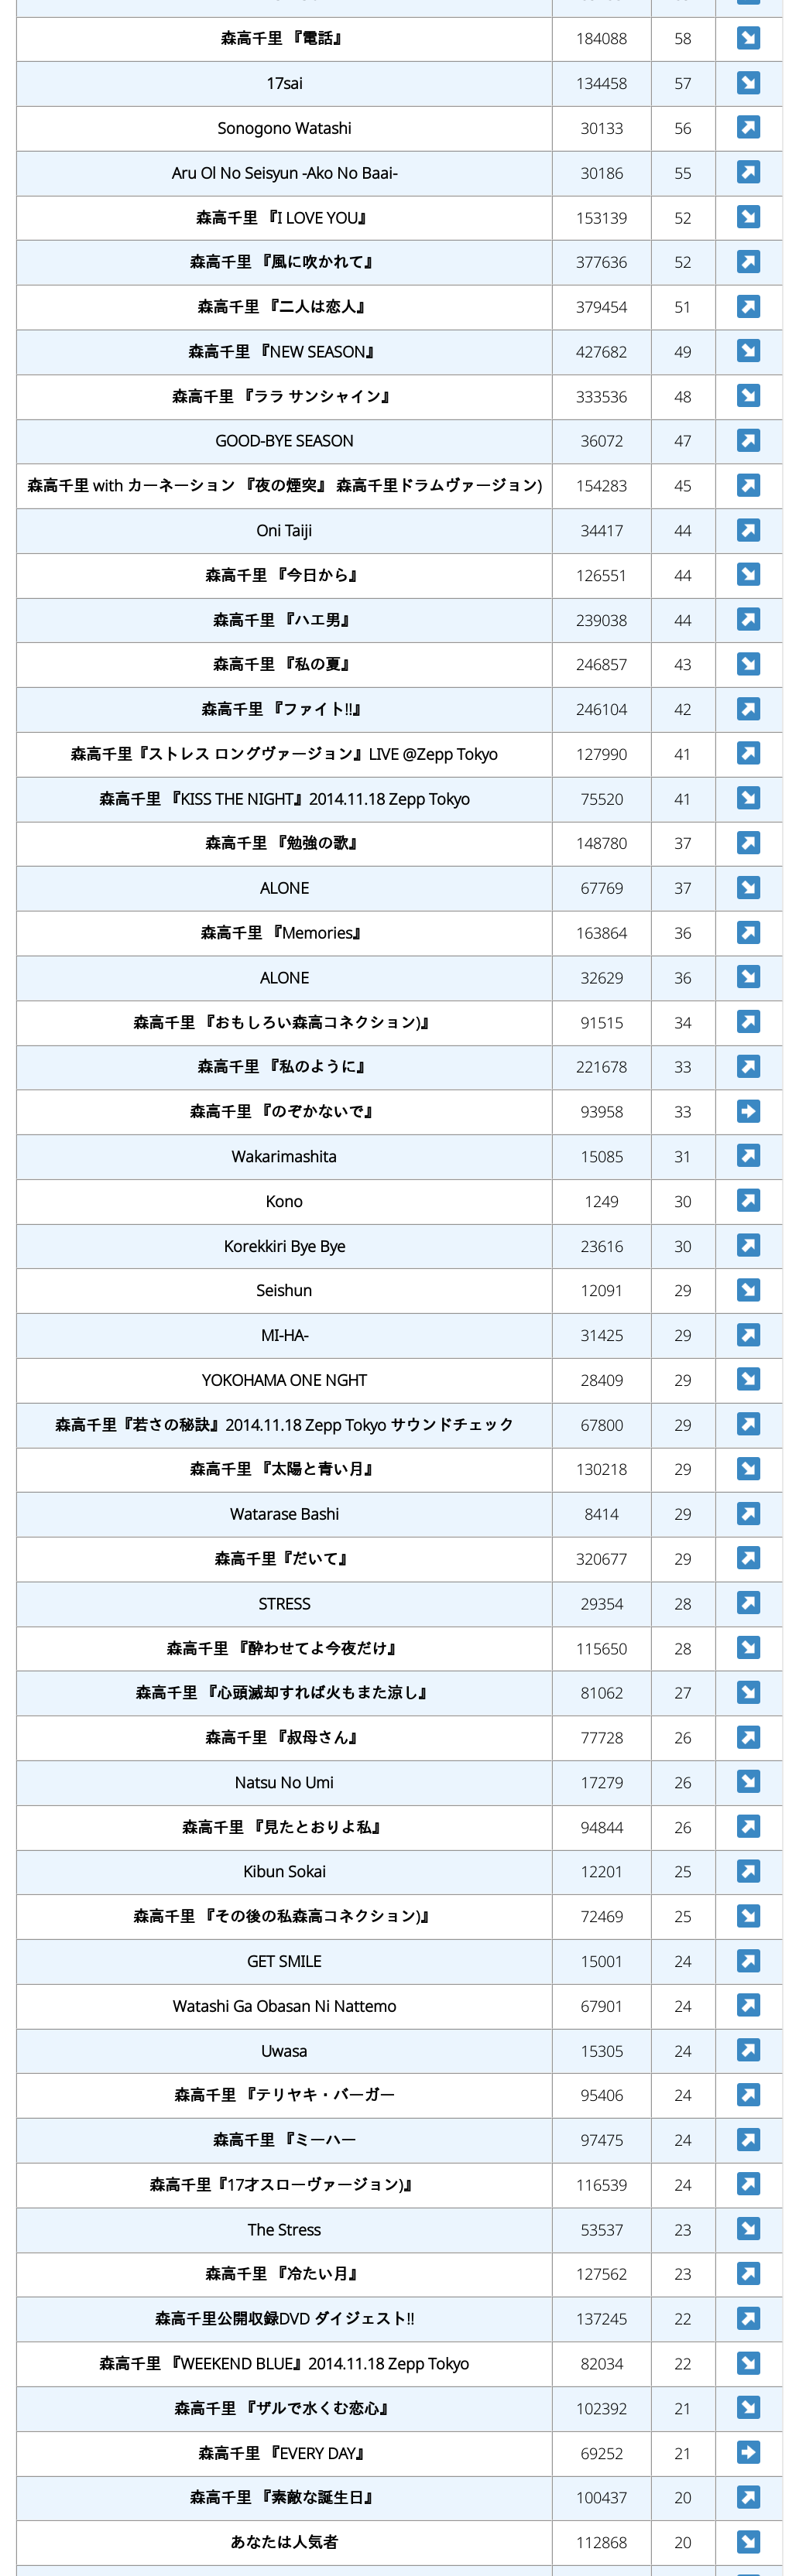 森高千里 『電話』 184088 58
17sai 134458 57
Sonogono Watashi 30133 56
Aru Ol No Seisyun -Ako No Baai- 30186 55
森高千里 『I LOVE YOU』 153139 52
森高千里 『風に吹かれて』 377636 52
森高千里 『二人は恋人』 379454 51
森高千里 『NEW SEASON』 427682 49
森高千里 『ララ サンシャイン』 333536 48
GOOD-BYE SEASON 36072 47
森高千里 with カーネーション 『夜の煙突』 森高千里ドラムヴァージョン) 154283 45
Oni Taiji 34417 44
森高千里 『今日から』 126551 44
森高千里 『ハエ男』 239038 44
森高千里 『私の夏』 246857 43
森高千里 『ファイト!!』 246104 42
森高千里『ストレス ロングヴァージョン』LIVE @Zepp Tokyo 127990 41
森高千里 『KISS THE NIGHT』2014.11.18 Zepp Tokyo 75520 41
森高千里 『勉強の歌』 148780 37
ALONE 67769 37
森高千里 『Memories』 163864 36
ALONE 32629 36
森高千里 『おもしろい森高コネクション)』 91515 34
森高千里 『私のように』 221678 33
森高千里 『のぞかないで』 93958 33
Wakarimashita 15085 31
Kono 1249 30
Korekkiri Bye Bye 23616 30
Seishun 12091 29
MI-HA- 31425 29
YOKOHAMA ONE NGHT 28409 29
森高千里『若さの秘訣』2014.11.18 Zepp Tokyo サウンドチェック 67800 29
森高千里 『太陽と青い月』 130218 29
Watarase Bashi 8414 29
森高千里『だいて』 320677 29
STRESS 29354 28
森高千里 『酔わせてよ今夜だけ』 115650 28
森高千里 『心頭滅却すれば火もまた涼し』 81062 27
森高千里 『叔母さん』 77728 26
Natsu No Umi 17279 26
森高千里 『見たとおりよ私』 94844 26
Kibun Sokai 12201 25
森高千里 『その後の私森高コネクション)』 72469 25
GET SMILE 15001 24
Watashi Ga Obasan Ni Nattemo 67901 24
Uwasa 15305 24
森高千里 『テリヤキ・バーガー 95406 24
森高千里 『ミーハー 97475 24
森高千里『17才スローヴァージョン)』 116539 24
The Stress 53537 23
森高千里 『冷たい月』 127562 23
森高千里公開収録DVD ダイジェスト!! 137245 22
森高千里 『WEEKEND BLUE』2014.11.18 Zepp Tokyo 82034 22
森高千里 『ザルで水くむ恋心』 102392 21
森高千里 『EVERY DAY』 69252 21
森高千里 『素敵な誕生日』 100437 20
あなたは人気者 112868 20